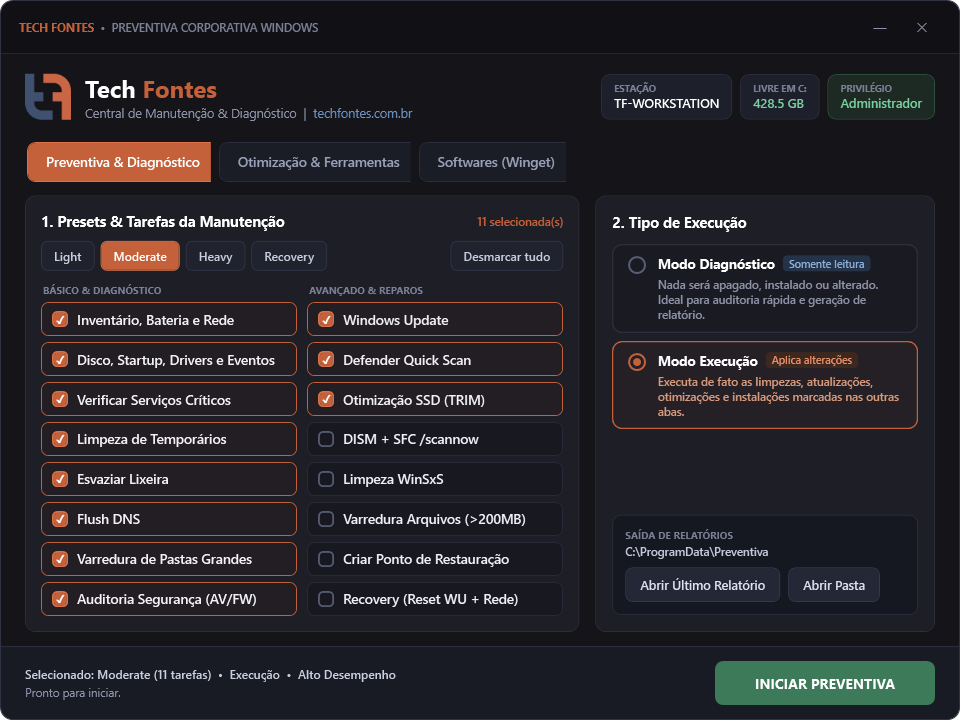 TECH FONTES • PREVENTIVA CORPORATIVA WINDOWS
Tech Fontes
Central de Manutenção & Diagnóstico | techfontes.com.br
ESTAÇÃO
TF-WORKSTATION
LIVRE EM C:
428.5 GB
PRIVILÉGIO
Administrador
Preventiva & Diagnóstico
Otimização & Ferramentas
Softwares (Winget)
1. Presets & Tarefas da Manutenção
11 selecionada(s)
Light
Moderate
Heavy
Recovery
Desmarcar tudo
BÁSICO & DIAGNÓSTICO
Inventário, Bateria e Rede
Disco, Startup, Drivers e Eventos
Verificar Serviços Críticos
Limpeza de Temporários
Esvaziar Lixeira
Flush DNS
Varredura de Pastas Grandes
Auditoria Segurança (AV/FW)
AVANÇADO & REPAROS
Windows Update
Defender Quick Scan
Otimização SSD (TRIM)
DISM + SFC /scannow
Limpeza WinSxS
Varredura Arquivos (>200MB)
Criar Ponto de Restauração
Recovery (Reset WU + Rede)
2. Tipo de Execução
Modo Diagnóstico Somente leitura
Nada será apagado, instalado ou alterado.
Ideal para auditoria rápida e geração de
relatório.
Modo Execução Aplica alterações
Executa de fato as limpezas, atualizações,
otimizações e instalações marcadas nas outras
abas.
SAÍDA DE RELATÓRIOS
C:\ProgramData\Preventiva
Abrir Último Relatório
Abrir Pasta
Selecionado: Moderate (11 tarefas) • Execução • Alto Desempenho
Pronto para iniciar.
INICIAR PREVENTIVA